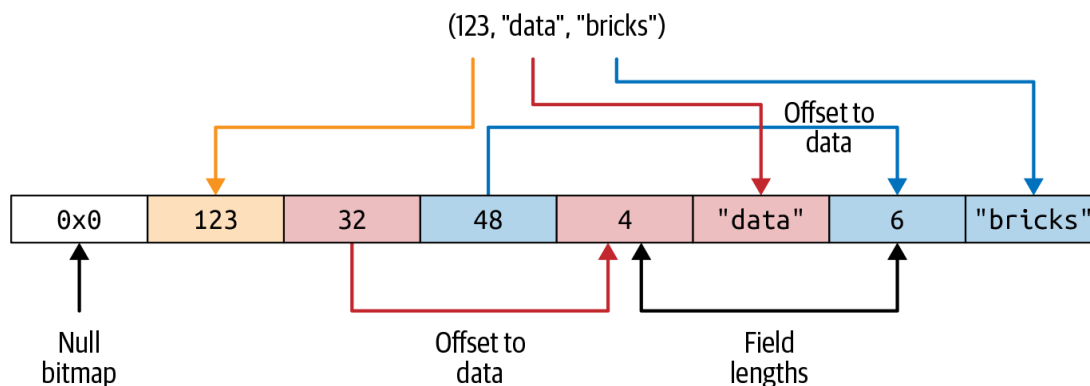 (123, "data", "bricks")
Offset to
data
0x0 123 32 48 4 "data" 6 "bricks"
Null
bitmap
Offset to
data
Field
lengths